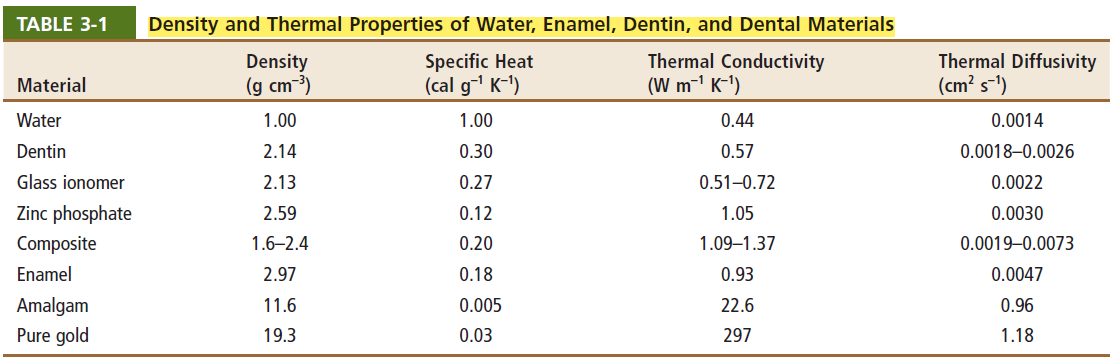 TABLE 3-1 Density and Thermal Properties of Water, Enamel, Dentin, and Dental Materials
Density Specific Heat Thermal Conductivity Thermal Diffusivity
Material (g cm⁻³) (cal g⁻¹ K⁻¹) (W m⁻¹ K⁻¹) (cm² s⁻¹)
Water 1.00 1.00 0.44 0.0014
Dentin 2.14 0.30 0.57 0.0018–0.0026
Glass ionomer 2.13 0.27 0.51–0.72 0.0022
Zinc phosphate 2.59 0.12 1.05 0.0030
Composite 1.6–2.4 0.20 1.09–1.37 0.0019–0.0073
Enamel 2.97 0.18 0.93 0.0047
Amalgam 11.6 0.005 22.6 0.96
Pure gold 19.3 0.03 297 1.18